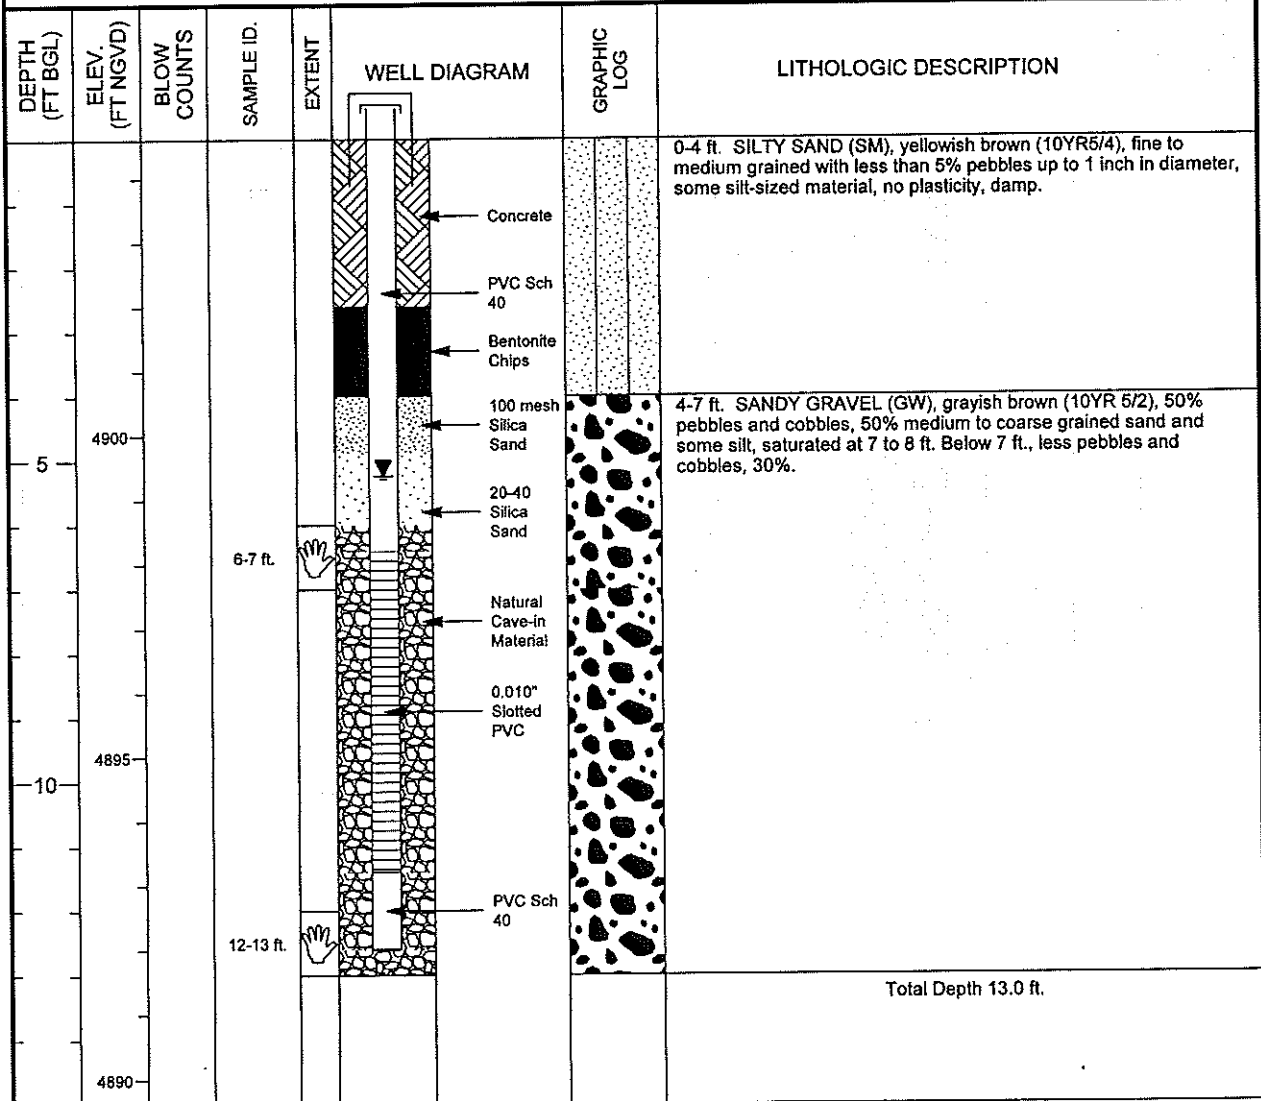 DEPTH
(FT BGL)
ELEV.
(FT NGVD)
BLOW
COUNTS
SAMPLE ID.
EXTENT
WELL DIAGRAM
GRAPHIC
LOG
LITHOLOGIC DESCRIPTION
0-4 ft. SILTY SAND (SM), yellowish brown (10YR5/4), fine to
medium grained with less than 5% pebbles up to 1 inch in diameter,
some silt-sized material, no plasticity, damp.
Concrete
PVC Sch
40
Bentonite
Chips
100 mesh
Silica
Sand
4-7 ft. SANDY GRAVEL (GW), grayish brown (10YR 5/2), 50%
pebbles and cobbles, 50% medium to coarse grained sand and
some silt, saturated at 7 to 8 ft. Below 7 ft., less pebbles and
cobbles, 30%.
4900
5
20-40
Silica
Sand
6-7 ft.
Natural
Cave-in
Material
0.010"
Slotted
PVC
4895
10
PVC Sch
40
12-13 ft.
Total Depth 13.0 ft.
4890